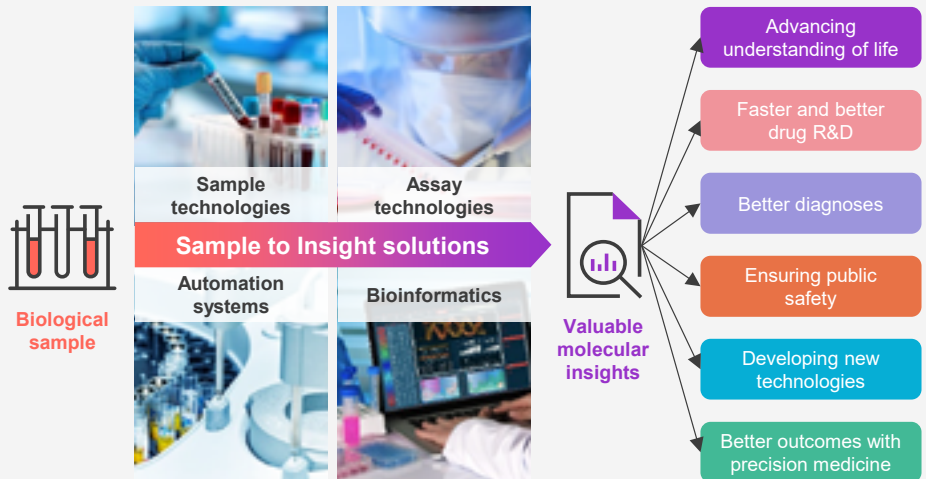 Biological
sample
Sample
technologies
Assay
technologies
Sample to Insight solutions
Automation
systems
Bioinformatics
Valuable
molecular
insights
Advancing
understanding of life
Faster and better
drug R&D
Better diagnoses
Ensuring public
safety
Developing new
technologies
Better outcomes with
precision medicine